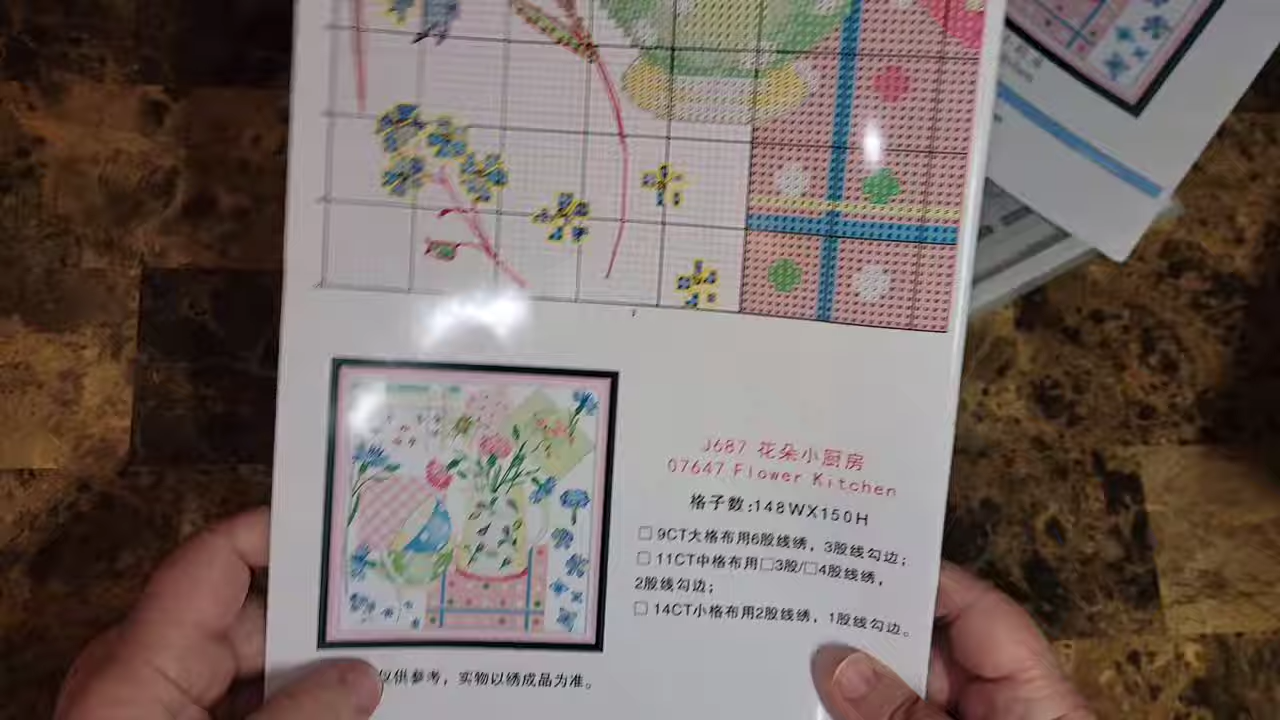 J687 花朵小厨房
07647 Flower Kitchen
格子数:148WX150H
□ 9CT大格布用6股线绣，3股线勾边；
□ 11CT中格布用□3股/□4股线绣，
2股线勾边；
□ 14CT小格布用2股线绣，1股线勾边。
仅供参考，实物以绣成品为准。